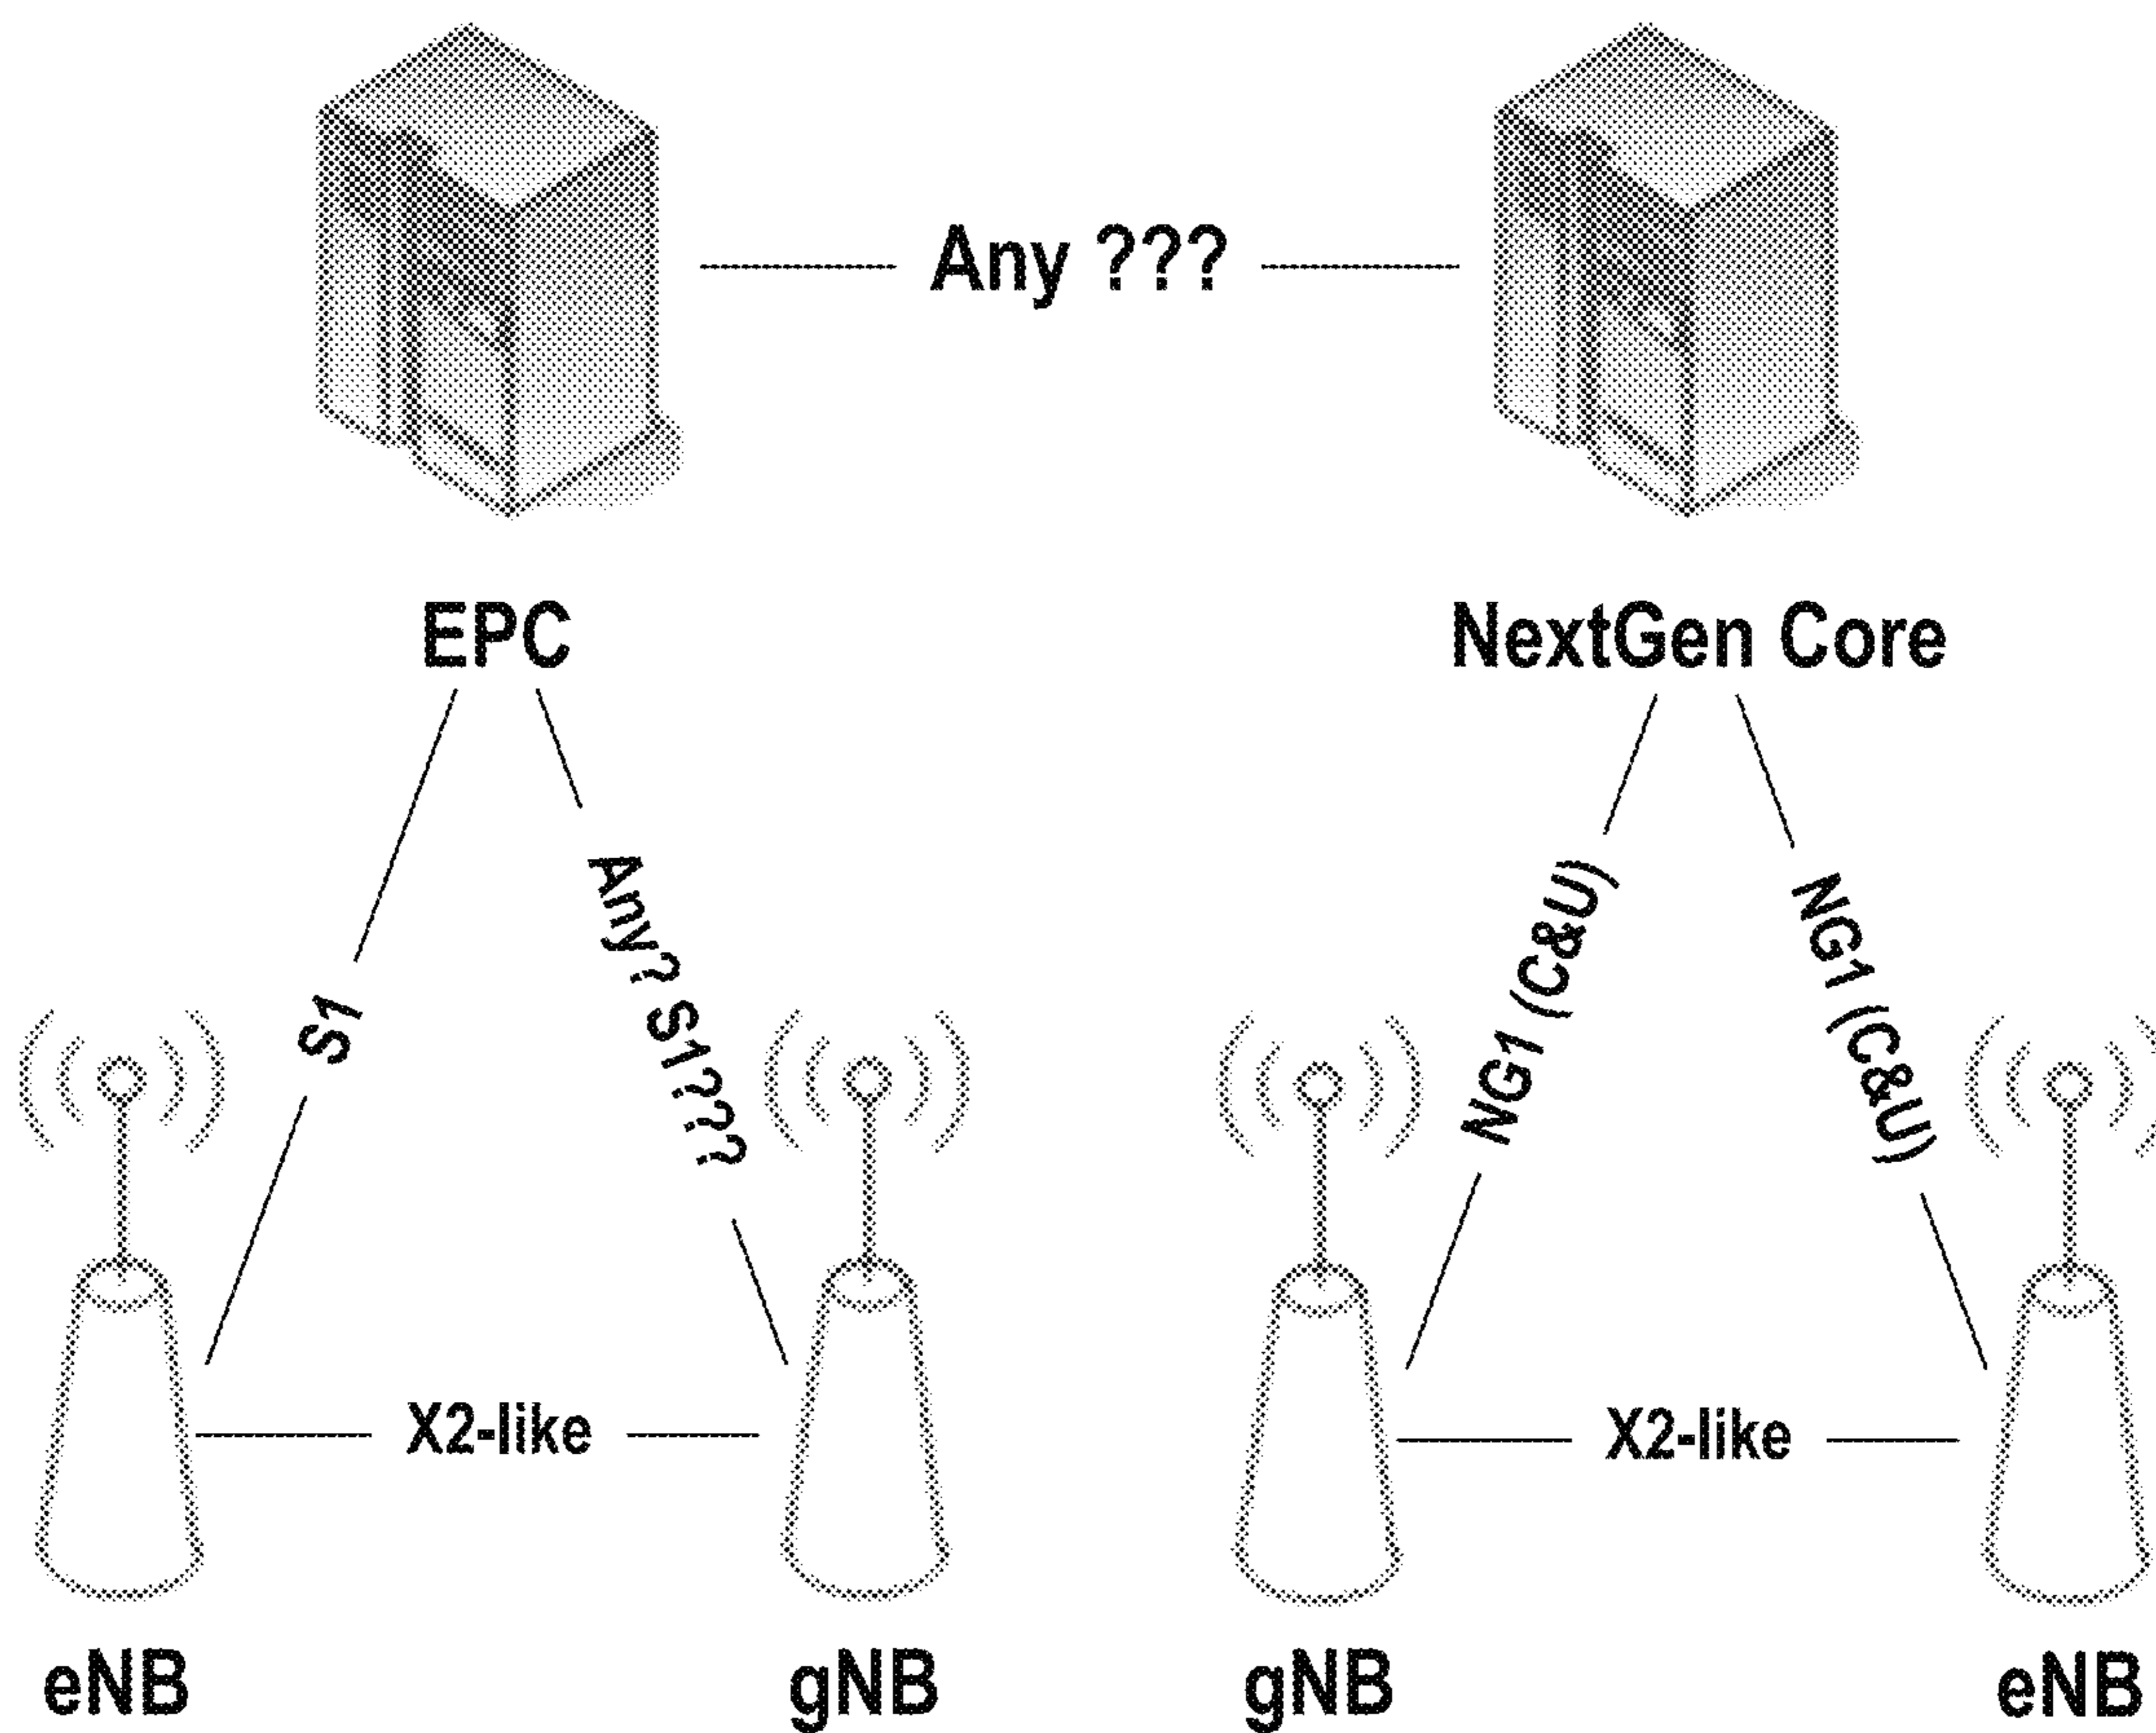 Any ???
EPC
NextGen Core
S1
Any? S1???
NG1 (C&U)
NG1 (C&U)
X2-like
X2-like
eNB
gNB
gNB
eNB